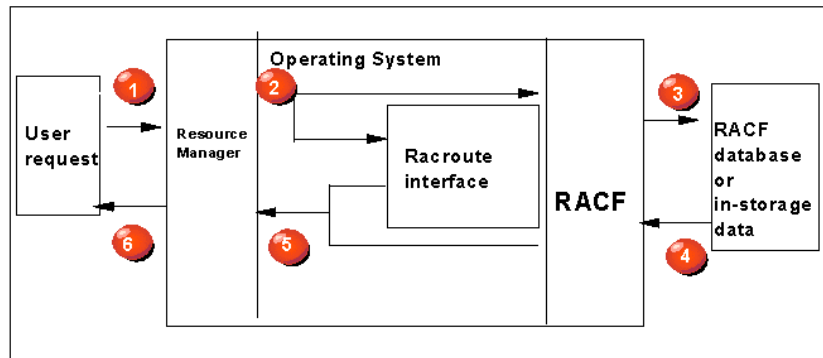 Operating System
1
2
3
User
request
Resource
Manager
Racroute
interface
RACF
RACF
database
or
in-storage
data
6
5
4